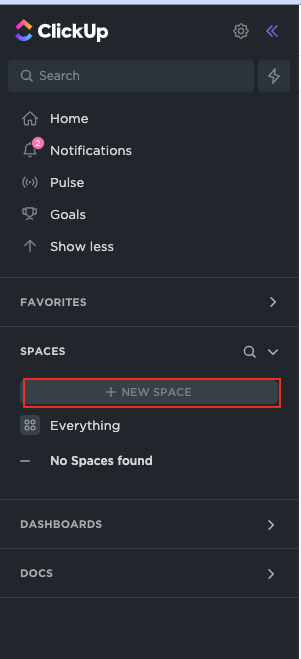 ClickUp
Search
Home
2
Notifications
Pulse
Goals
Show less
FAVORITES
SPACES
+ NEW SPACE
Everything
No Spaces found
DASHBOARDS
DOCS